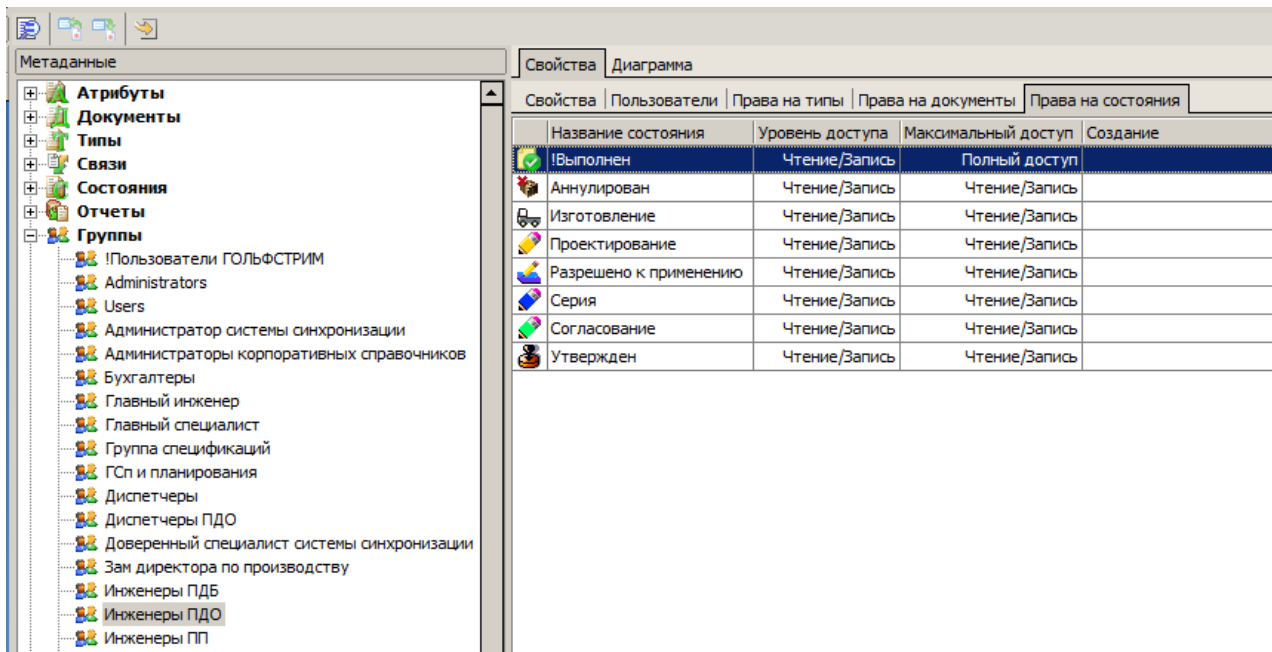 Метаданные
Атрибуты
Документы
Типы
Связи
Состояния
Отчеты
Группы
!Пользователи ГОЛЬФСТРИМ
Administrators
Users
Администратор системы синхронизации
Администраторы корпоративных справочников
Бухгалтеры
Главный инженер
Главный специалист
Группа спецификаций
ГСп и планирования
Диспетчеры
Диспетчеры ПДО
Доверенный специалист системы синхронизации
Зам директора по производству
Инженеры ПДБ
Инженеры ПДО
Инженеры ПП
Свойства Диаграмма
Свойства Пользователи Права на типы Права на документы Права на состояния
Название состояния Уровень доступа Максимальный доступ Создание
!Выполнен Чтение/Запись Полный доступ
Аннулирован Чтение/Запись Чтение/Запись
Изготовление Чтение/Запись Чтение/Запись
Проектирование Чтение/Запись Чтение/Запись
Разрешено к применению Чтение/Запись Чтение/Запись
Серия Чтение/Запись Чтение/Запись
Согласование Чтение/Запись Чтение/Запись
Утвержден Чтение/Запись Чтение/Запись